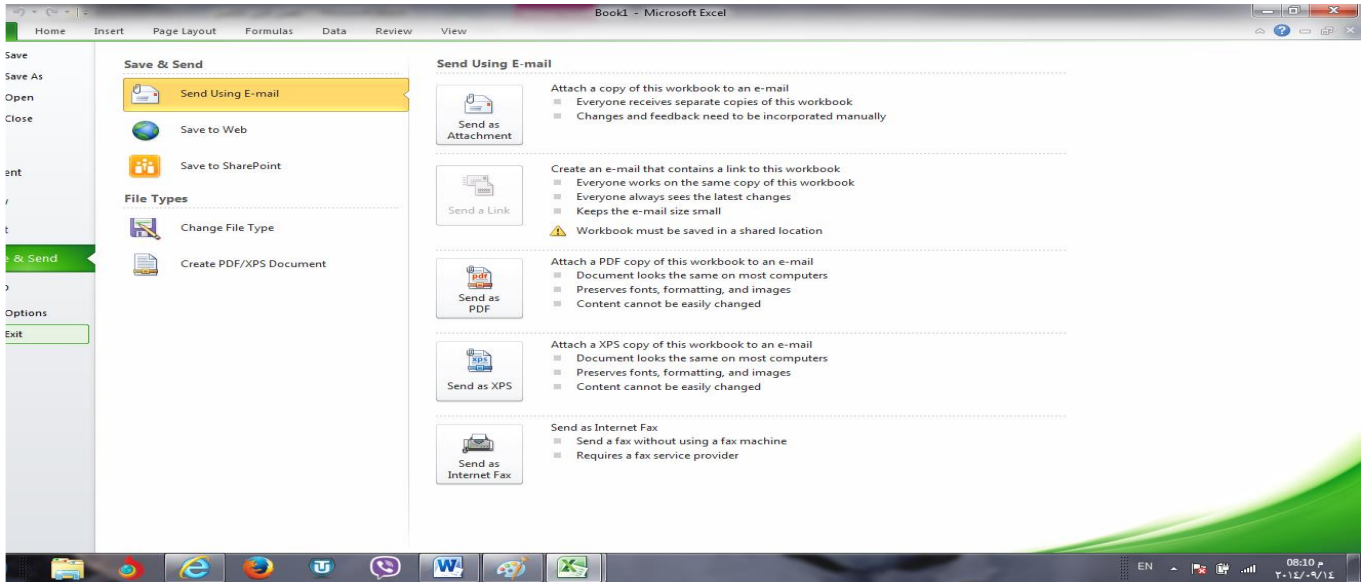 Book1 - Microsoft Excel
Home Insert Page Layout Formulas Data Review View
Save
Save As
Open
Close
ent
t
e & Send
Options
Exit
Save & Send
Send Using E-mail
Save to Web
Save to SharePoint
File Types
Change File Type
Create PDF/XPS Document
Send Using E-mail
Send as
Attachment
Attach a copy of this workbook to an e-mail
Everyone receives separate copies of this workbook
Changes and feedback need to be incorporated manually
Send a Link
Create an e-mail that contains a link to this workbook
Everyone works on the same copy of this workbook
Everyone always sees the latest changes
Keeps the e-mail size small
Workbook must be saved in a shared location
Send as
PDF
Attach a PDF copy of this workbook to an e-mail
Document looks the same on most computers
Preserves fonts, formatting, and images
Content cannot be easily changed
Send as XPS
Attach a XPS copy of this workbook to an e-mail
Document looks the same on most computers
Preserves fonts, formatting, and images
Content cannot be easily changed
Send as
Internet Fax
Send as Internet Fax
Send a fax without using a fax machine
Requires a fax service provider
EN
08:10 م
٢٠١٤/٠٩/١٤